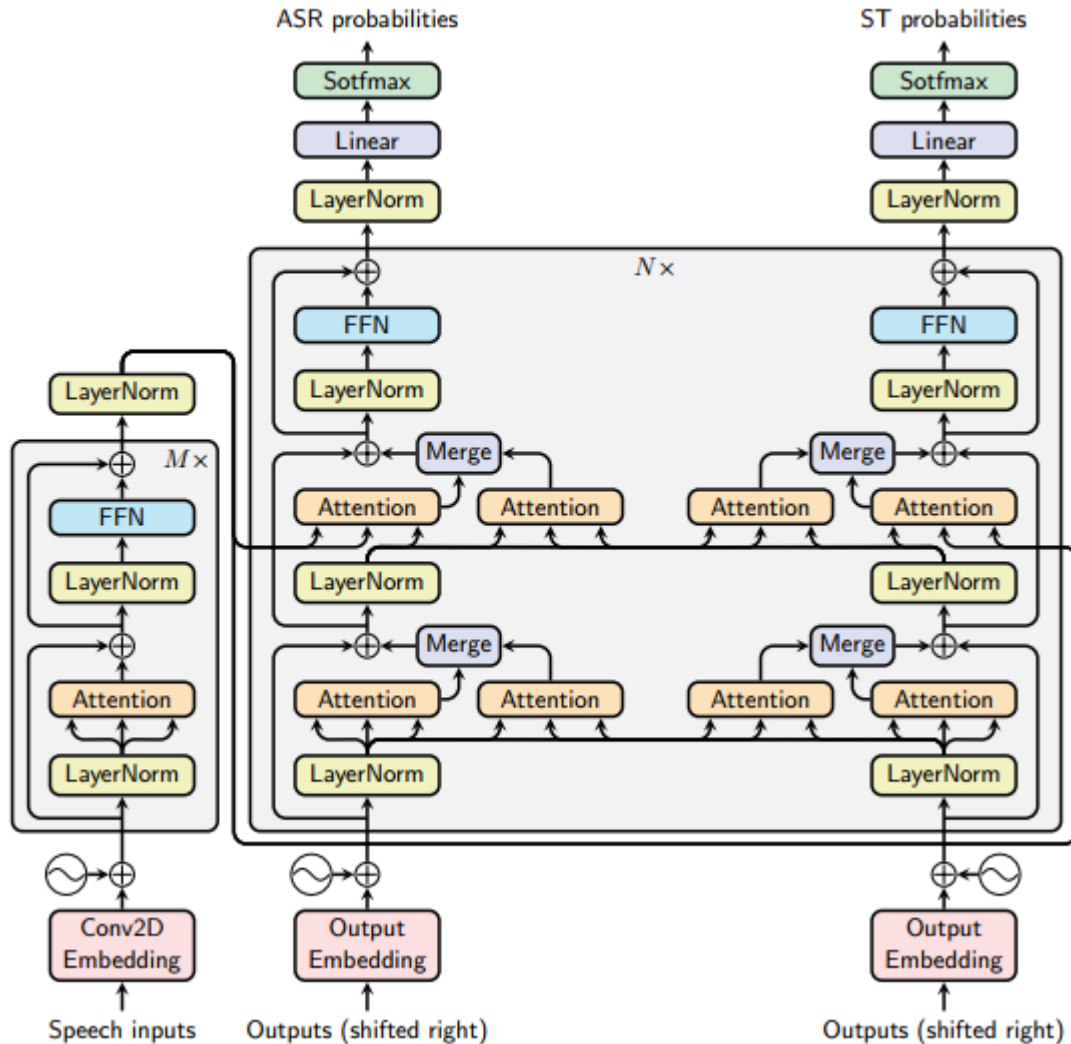 ASR probabilities
ST probabilities
Sotfmax
Sotfmax
Linear
Linear
LayerNorm
LayerNorm
N×
FFN
FFN
LayerNorm
LayerNorm
LayerNorm
Merge
Merge
M×
Attention
Attention
Attention
Attention
FFN
LayerNorm
LayerNorm
LayerNorm
Merge
Merge
Attention
Attention
Attention
Attention
Attention
LayerNorm
LayerNorm
LayerNorm
Conv2D
Embedding
Output
Embedding
Output
Embedding
Speech inputs
Outputs (shifted right)
Outputs (shifted right)